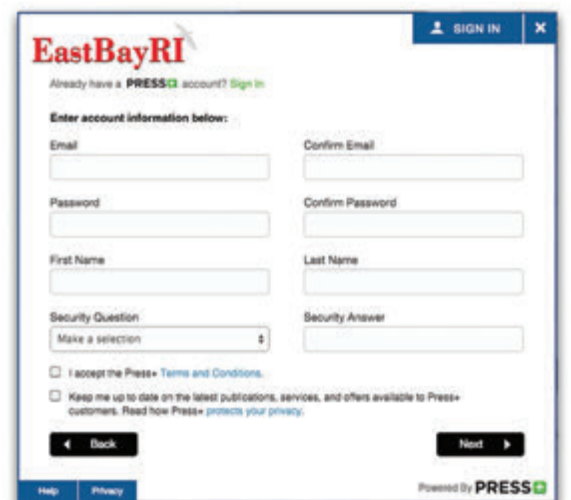 SIGN IN ×
EastBayRI
Already have a PRESS+ account? Sign In
Enter account information below:
Email
Confirm Email
Password
Confirm Password
First Name
Last Name
Security Question
Security Answer
Make a selection
I accept the Press+ Terms and Conditions.
Keep me up to date on the latest publications, services, and offers available to Press+
customers. Read how Press+ protects your privacy.
Back
Next
Help
Privacy
Powered By PRESS+